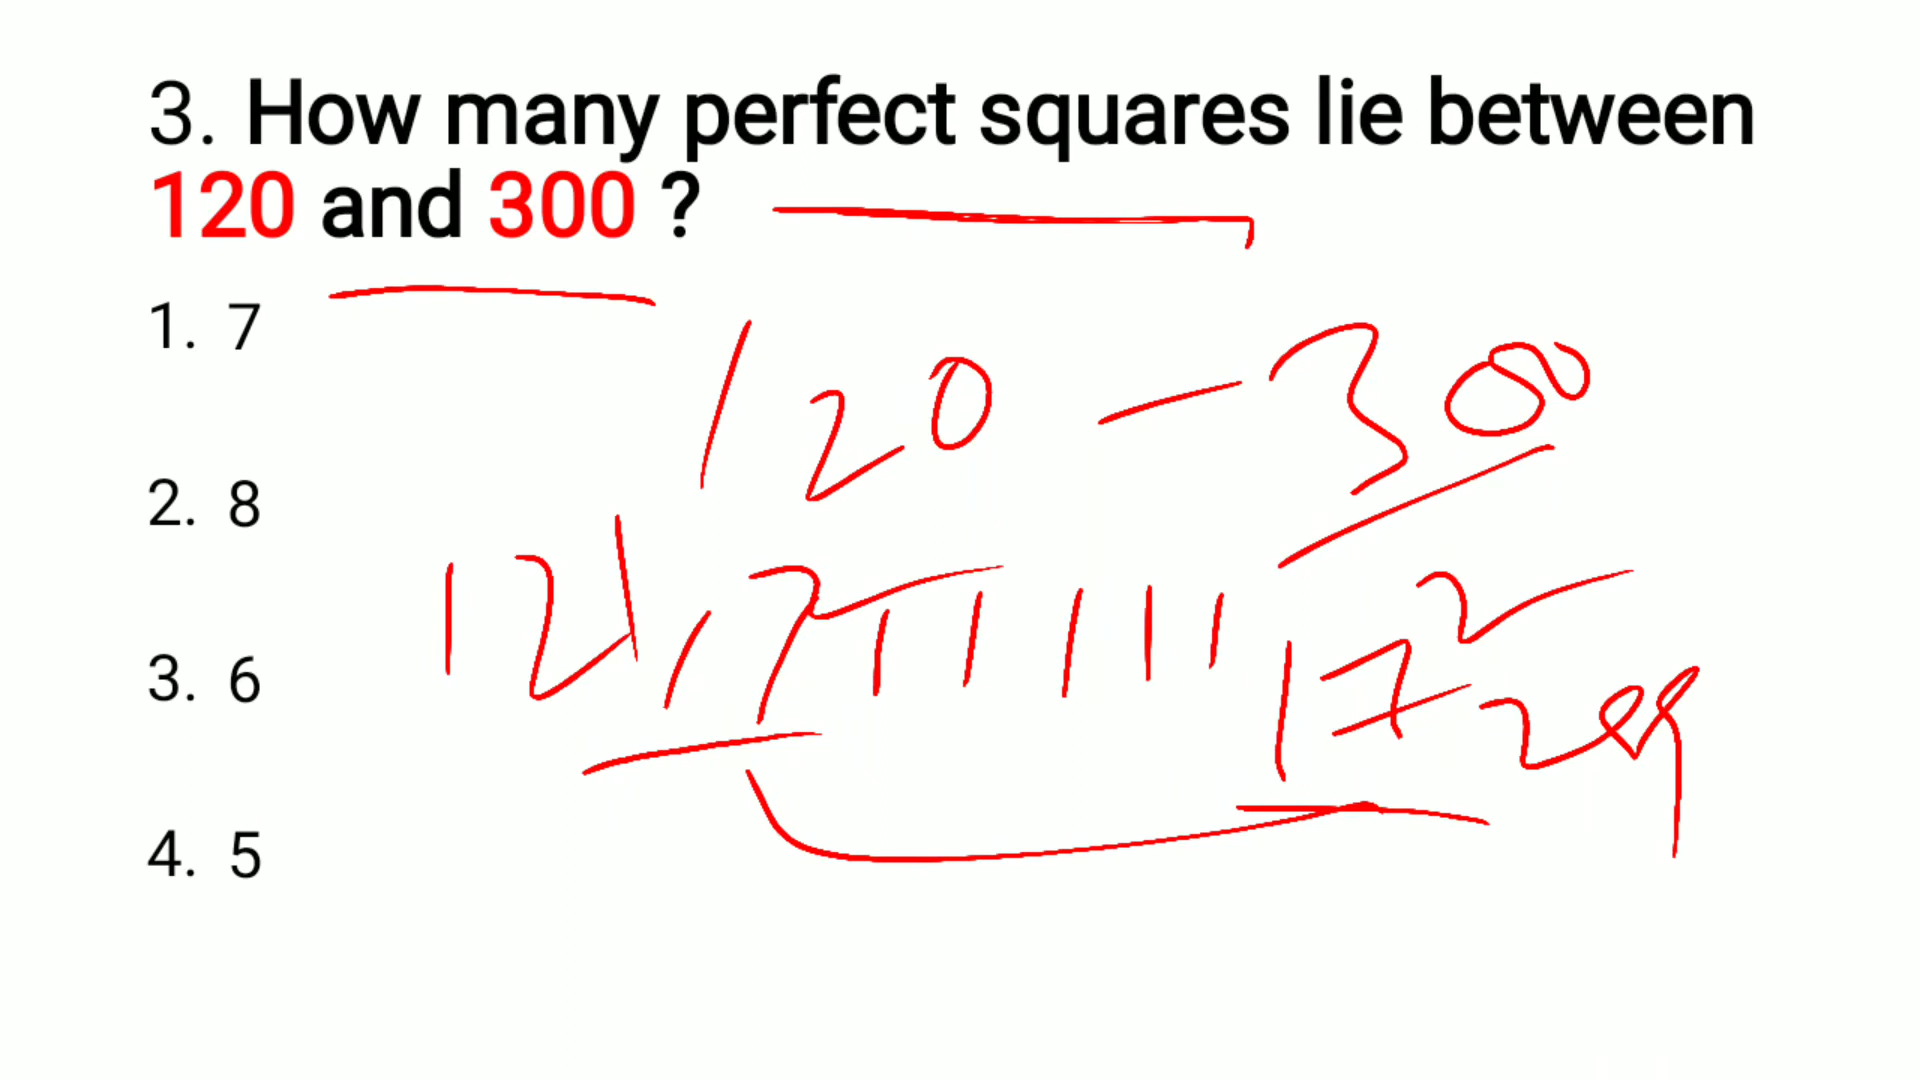 3. How many perfect squares lie between
120 and 300 ?
1. 7
120 - 300
2. 8
121, 11² 17² 289
3. 6
4. 5